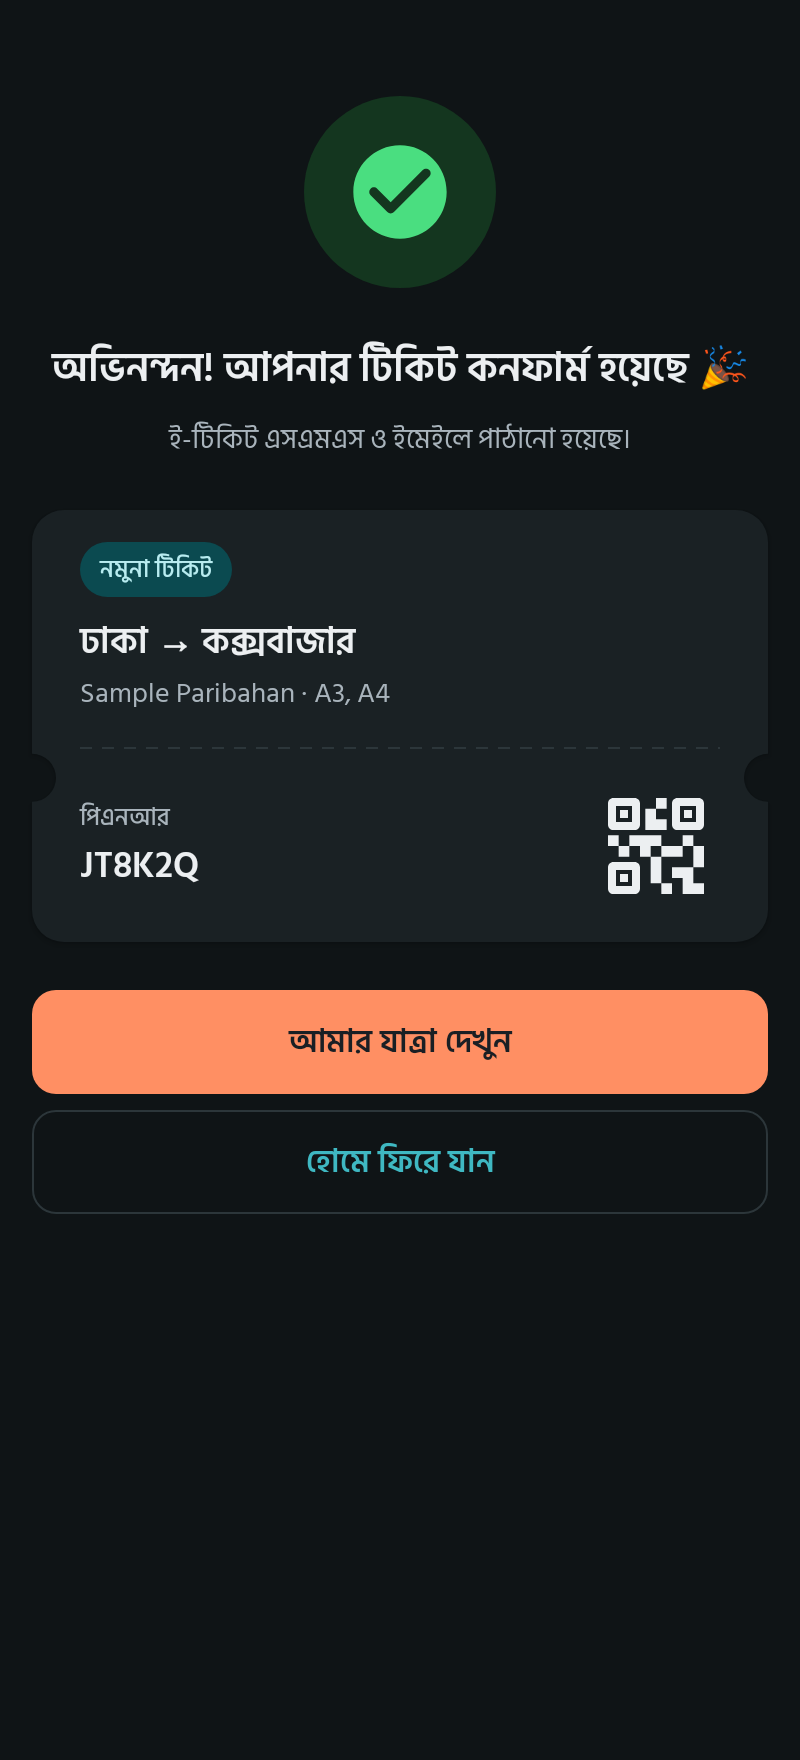 অভিনন্দন! আপনার টিকিট কনফার্ম হয়েছে 🎉
ই-টিকিট এসএমএস ও ইমেইলে পাঠানো হয়েছে।
নমুনা টিকিট
ঢাকা → কক্সবাজার
Sample Paribahan · A3, A4
পিএনআর
JT8K2Q
আমার যাত্রা দেখুন
হোমে ফিরে যান